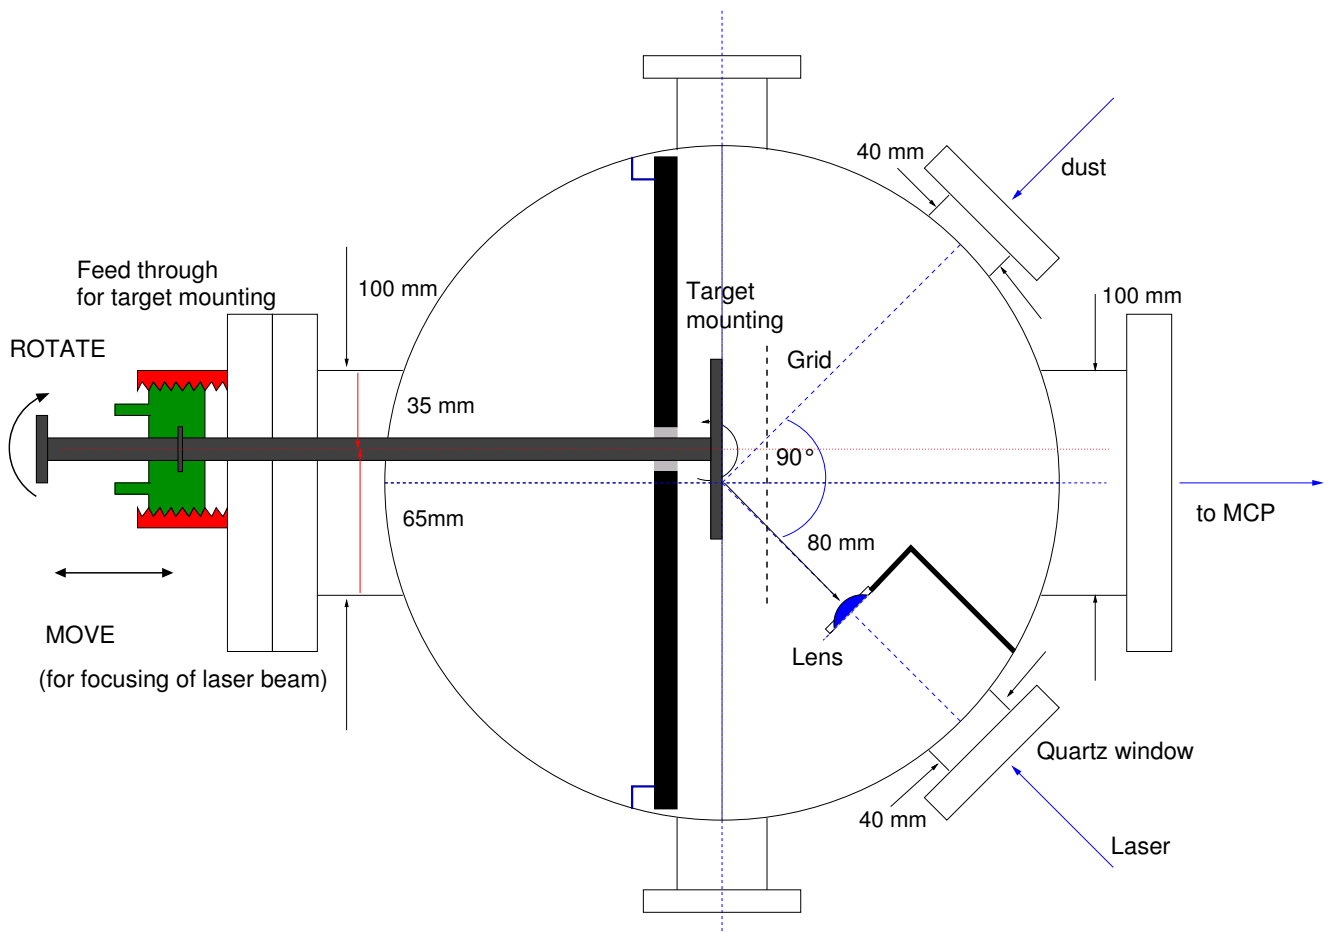 40 mm
dust
Feed through
for target mounting
100 mm
Target
mounting
100 mm
ROTATE
Grid
35 mm
90°
65mm
80 mm
to MCP
MOVE
(for focusing of laser beam)
Lens
Quartz window
40 mm
Laser